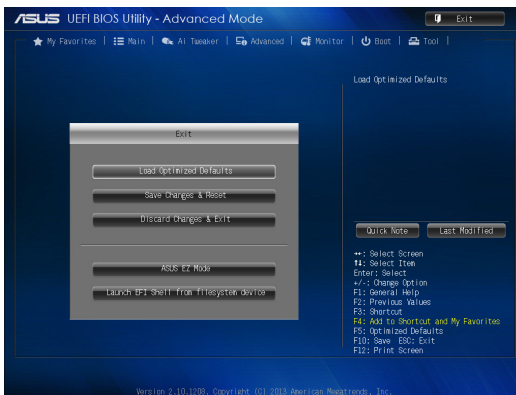 ASUS UEFI BIOS Utility - Advanced Mode
Exit
My Favorites | Main | Ai Tweaker | Advanced | Monitor | Boot | Tool |
Load Optimized Defaults
Exit
Load Optimized Defaults
Save Changes & Reset
Discard Changes & Exit
ASUS EZ Mode
Launch EFI Shell from filesystem device
Quick Note
Last Modified
→←: Select Screen
↑↓: Select Item
Enter: Select
+/-: Change Option
F1: General Help
F2: Previous Values
F3: Shortcut
F4: Add to Shortcut and My Favorites
F5: Optimized Defaults
F10: Save ESC: Exit
F12: Print Screen
Version 2.10.1208. Copyright (C) 2013 American Megatrends, Inc.